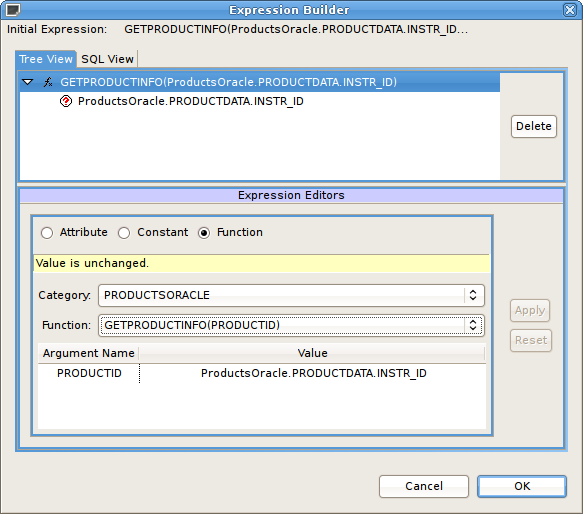 Expression Builder
Initial Expression: GETPRODUCTINFO(ProductsOracle.PRODUCTDATA.INSTR_ID...
Tree View SQL View
fx GETPRODUCTINFO(ProductsOracle.PRODUCTDATA.INSTR_ID)
? ProductsOracle.PRODUCTDATA.INSTR_ID
Delete
Expression Editors
Attribute Constant Function
Value is unchanged.
Category: PRODUCTSORACLE
Function: GETPRODUCTINFO(PRODUCTID)
Apply
Reset
Argument Name Value
PRODUCTID ProductsOracle.PRODUCTDATA.INSTR_ID
Cancel OK